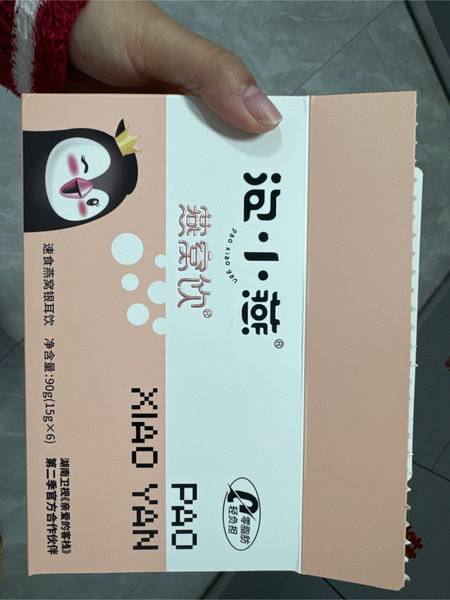 泡·小·燕®
Pao xiao yan
燕窝饮®
零脂肪
轻负担
PAO
XIAO YAN
速食燕窝银耳饮 净含量:90g(15g×6)
湖南卫视《亲爱的客栈》
第二季官方合作伙伴